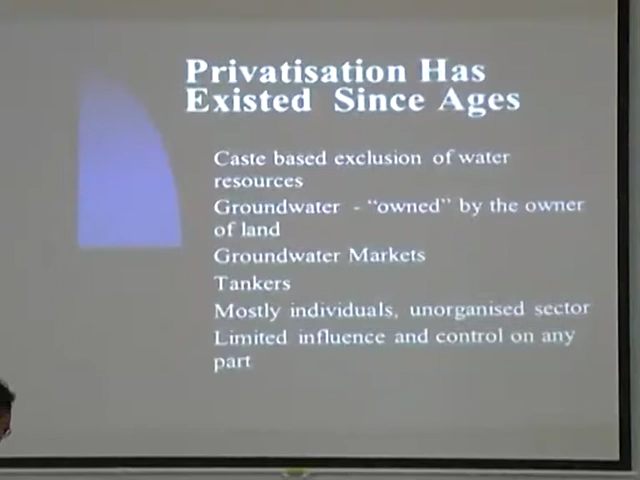 Privatisation Has
Existed Since Ages
Caste based exclusion of water
resources
Groundwater - “owned” by the owner
of land
Groundwater Markets
Tankers
Mostly individuals, unorganised sector
Limited influence and control on any
part